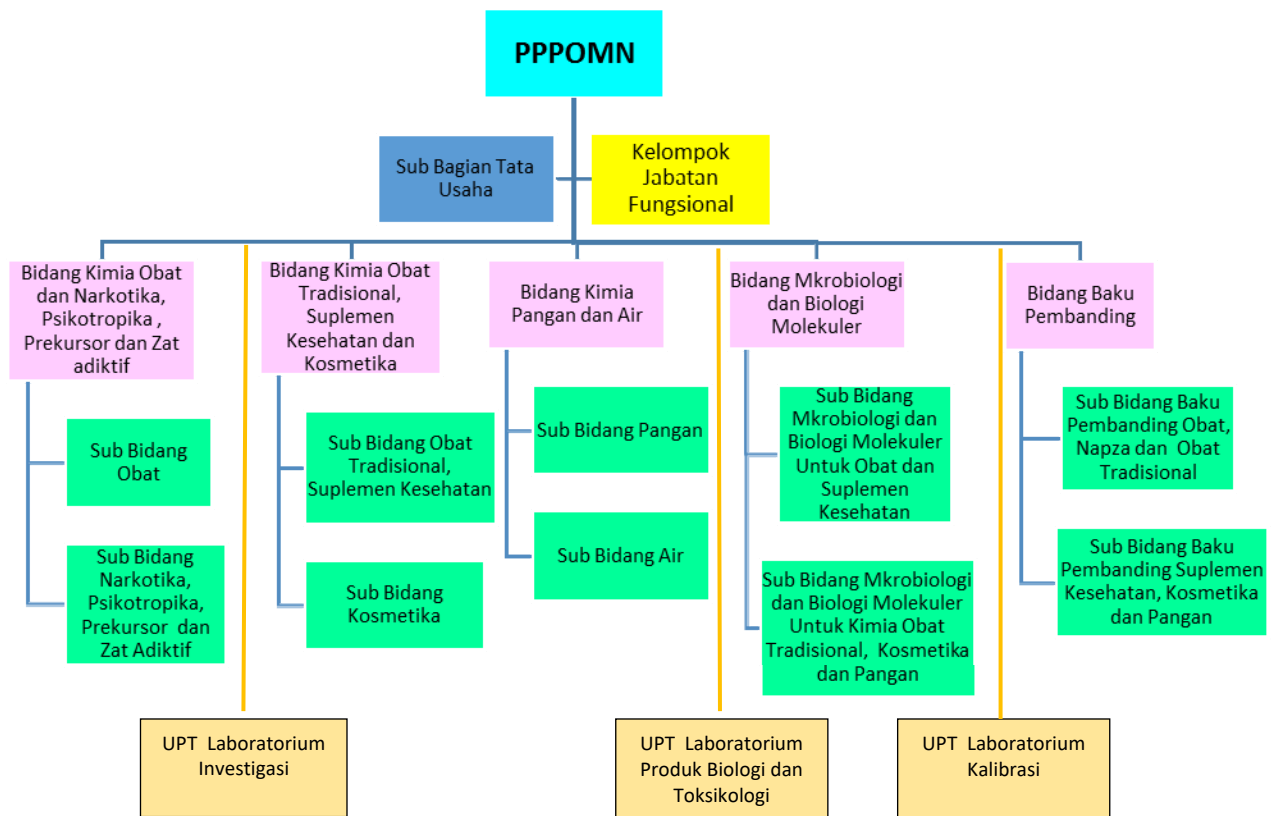 PPPOMN
Sub Bagian Tata
Usaha
Kelompok
Jabatan
Fungsional
Bidang Kimia Obat
dan Narkotika,
Psikotropika ,
Prekursor dan Zat
adiktif
Bidang Kimia Obat
Tradisional,
Suplemen
Kesehatan dan
Kosmetika
Bidang Kimia
Pangan dan Air
Bidang Mkrobiologi
dan Biologi
Molekuler
Bidang Baku
Pembanding
Sub Bidang
Obat
Sub Bidang
Narkotika,
Psikotropika,
Prekursor dan
Zat Adiktif
Sub Bidang Obat
Tradisional,
Suplemen Kesehatan
Sub Bidang
Kosmetika
Sub Bidang Pangan
Sub Bidang Air
Sub Bidang
Mkrobiologi dan
Biologi Molekuler
Untuk Obat dan
Suplemen
Kesehatan
Sub Bidang Mkrobiologi
dan Biologi Molekuler
Untuk Kimia Obat
Tradisional, Kosmetika
dan Pangan
Sub Bidang Baku
Pembanding Obat,
Napza dan Obat
Tradisional
Sub Bidang Baku
Pembanding Suplemen
Kesehatan, Kosmetika
dan Pangan
UPT Laboratorium
Investigasi
UPT Laboratorium
Produk Biologi dan
Toksikologi
UPT Laboratorium
Kalibrasi